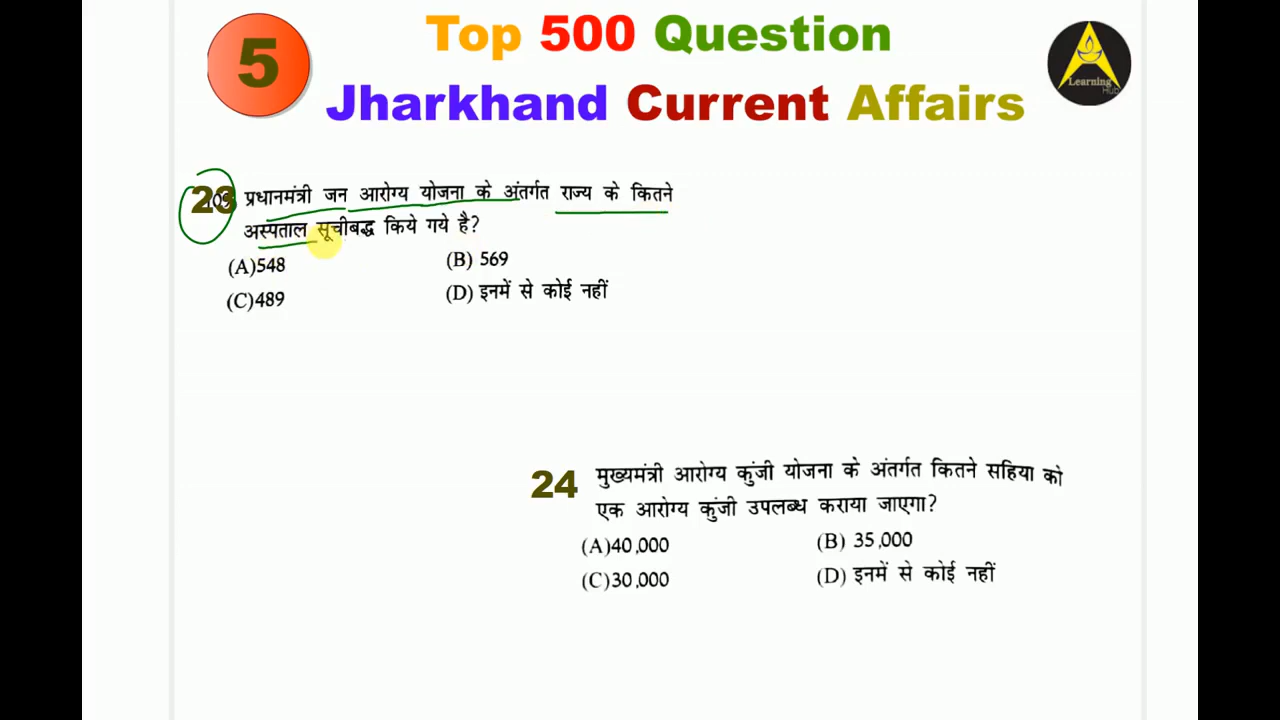 5
Top 500 Question
Jharkhand Current Affairs
Learning
Hub
23 प्रधानमंत्री जन आरोग्य योजना के अंतर्गत राज्य के कितने
अस्पताल सूचीबद्ध किये गये है?
(A)548 (B) 569
(C)489 (D) इनमें से कोई नहीं
24 मुख्यमंत्री आरोग्य कुंजी योजना के अंतर्गत कितने सहिया को
एक आरोग्य कुंजी उपलब्ध कराया जाएगा?
(A)40,000 (B) 35,000
(C)30,000 (D) इनमें से कोई नहीं